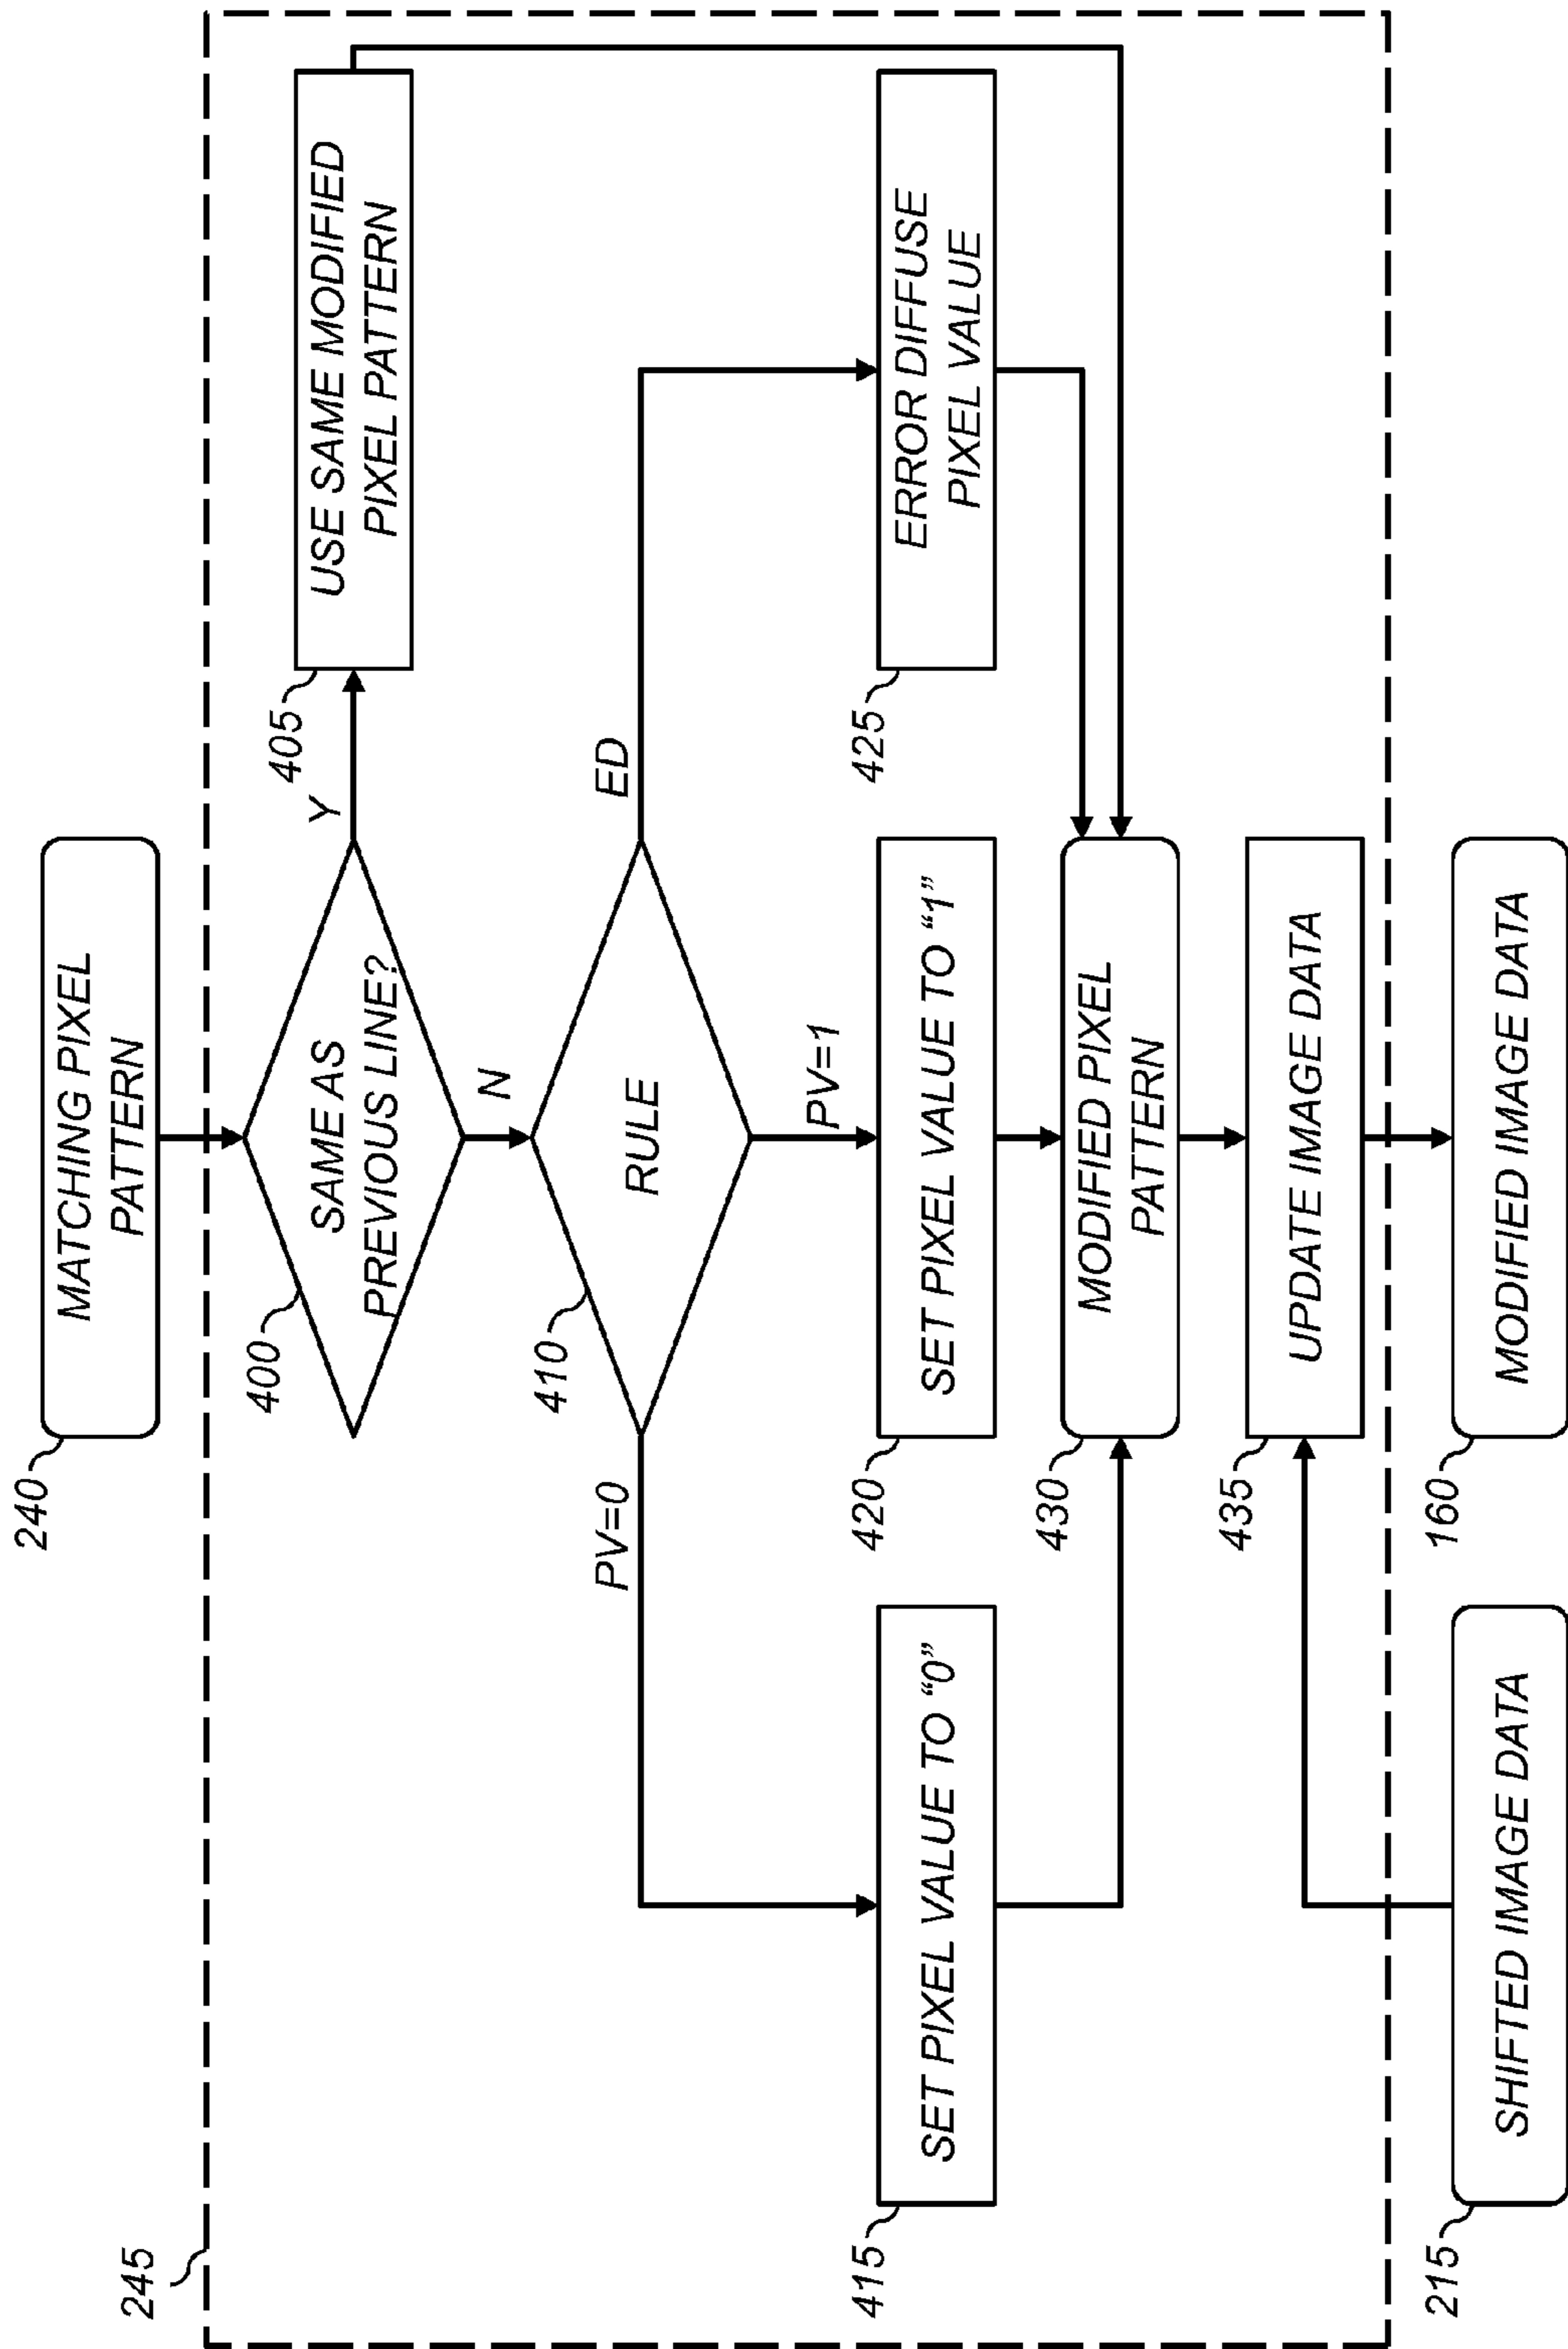 240
MATCHING PIXEL
PATTERN
245
400
SAME AS
PREVIOUS LINE?
Y
405
USE SAME MODIFIED
PIXEL PATTERN
N
410
RULE
PV=0
ED
PV=1
415
SET PIXEL VALUE TO “0”
420
SET PIXEL VALUE TO “1”
425
ERROR DIFFUSE
PIXEL VALUE
430
MODIFIED PIXEL
PATTERN
435
UPDATE IMAGE DATA
215
SHIFTED IMAGE DATA
160
MODIFIED IMAGE DATA